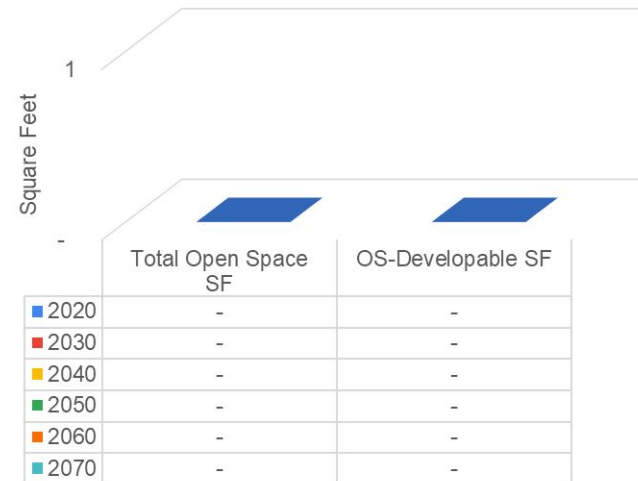 1
Square Feet
-
Total Open Space
SF
OS-Developable SF
2020 - -
2030 - -
2040 - -
2050 - -
2060 - -
2070 - -